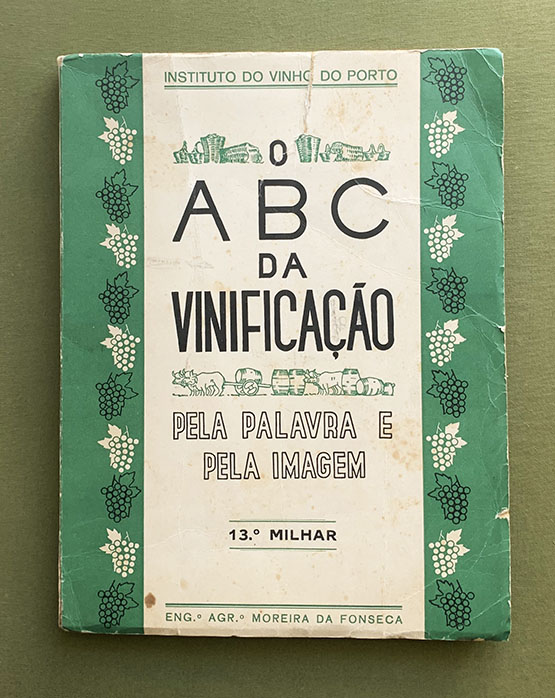 INSTITUTO DO VINHO DO PORTO
O
ABC
DA
VINIFICAÇÃO
PELA PALAVRA E
PELA IMAGEM
13.º MILHAR
ENG.º AGR.º MOREIRA DA FONSECA